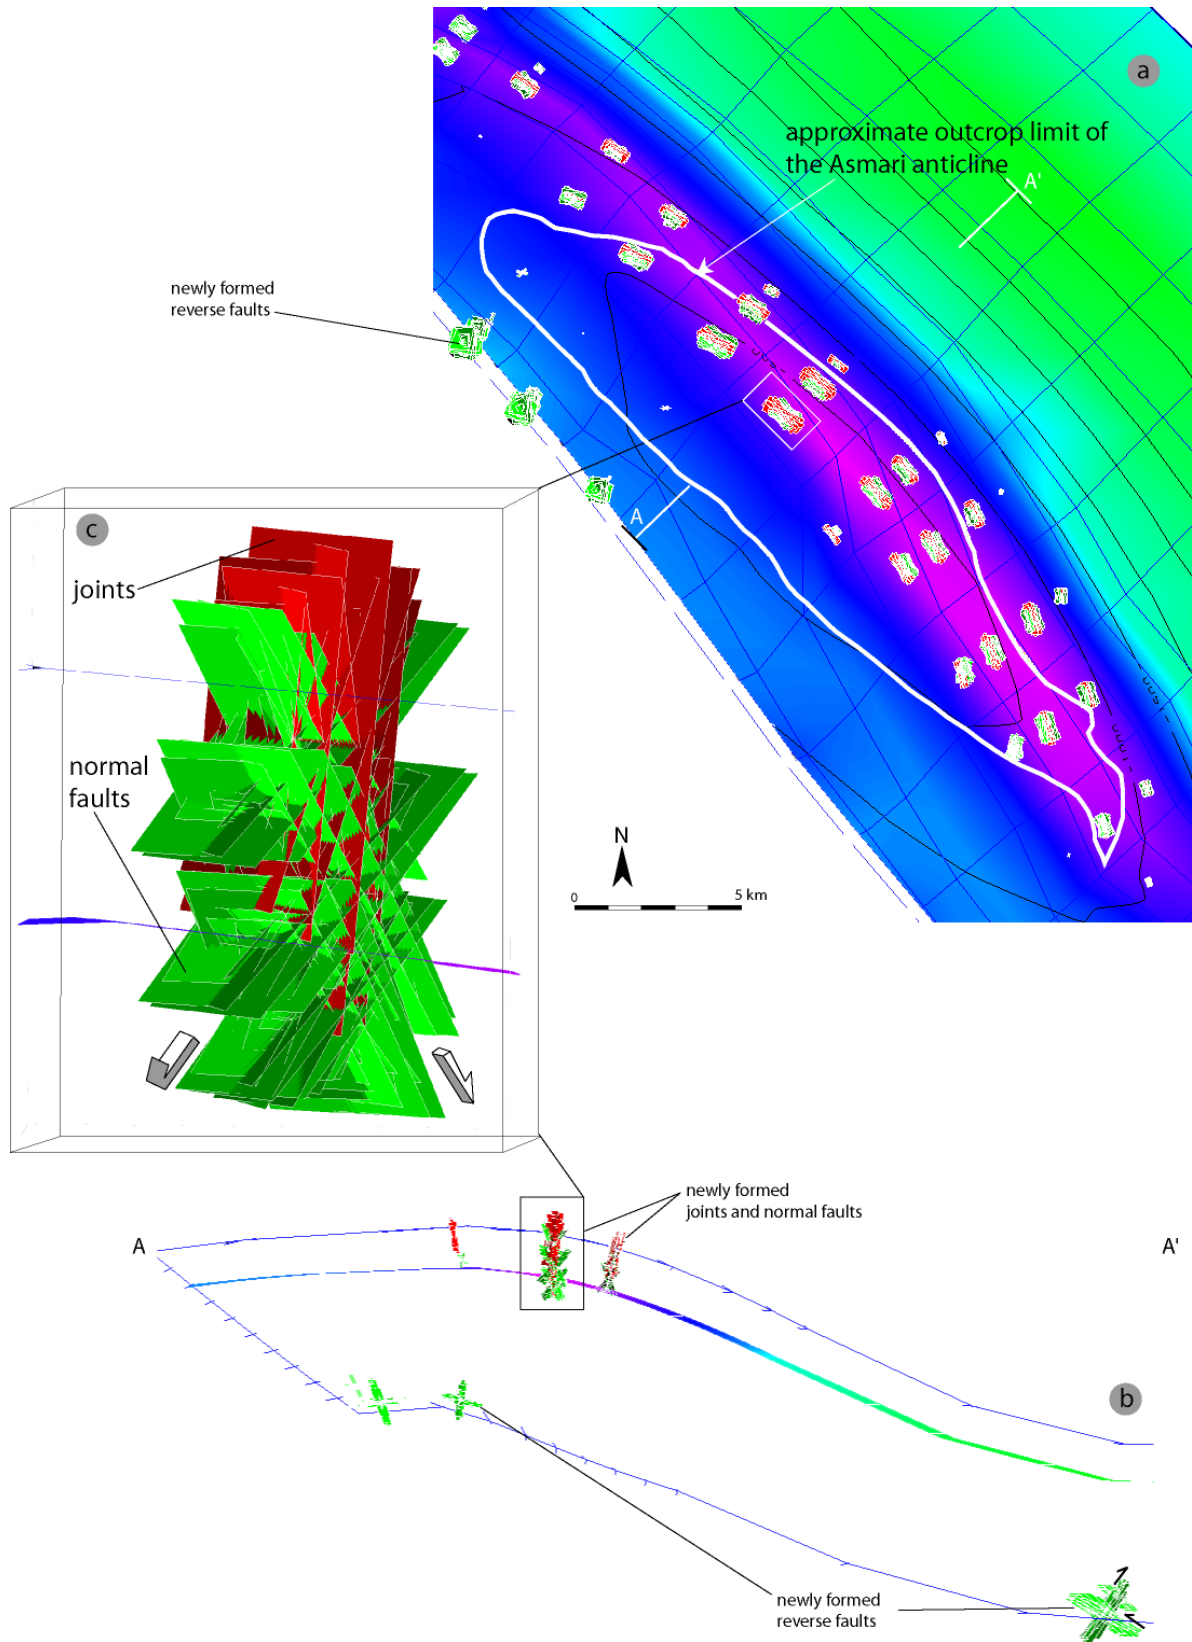 a
approximate outcrop limit of
the Asmari anticline
A'
newly formed
reverse faults
A
c
joints
normal
faults
N
0
5 km
newly formed
joints and normal faults
A
A'
b
newly formed
reverse faults